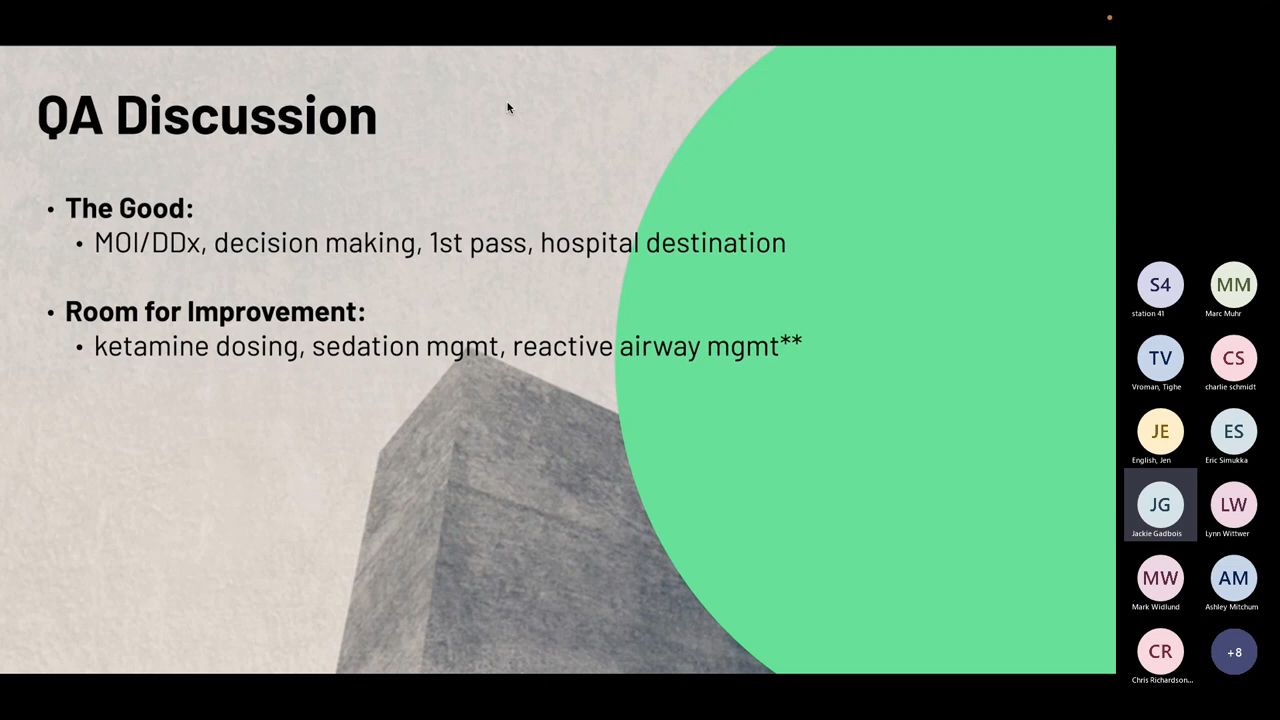 QA Discussion
• The Good:
• MOI/DDx, decision making, 1st pass, hospital destination
• Room for Improvement:
• ketamine dosing, sedation mgmt, reactive airway mgmt**
S4
station 41
MM
Marc Muhr
TV
Vroman, Tighe
CS
charlie schmidt
JE
English, Jen
ES
Eric Simukka
JG
Jackie Gadbois
LW
Lynn Wittwer
MW
Mark Widlund
AM
Ashley Mitchum
CR
Chris Richardson...
+8